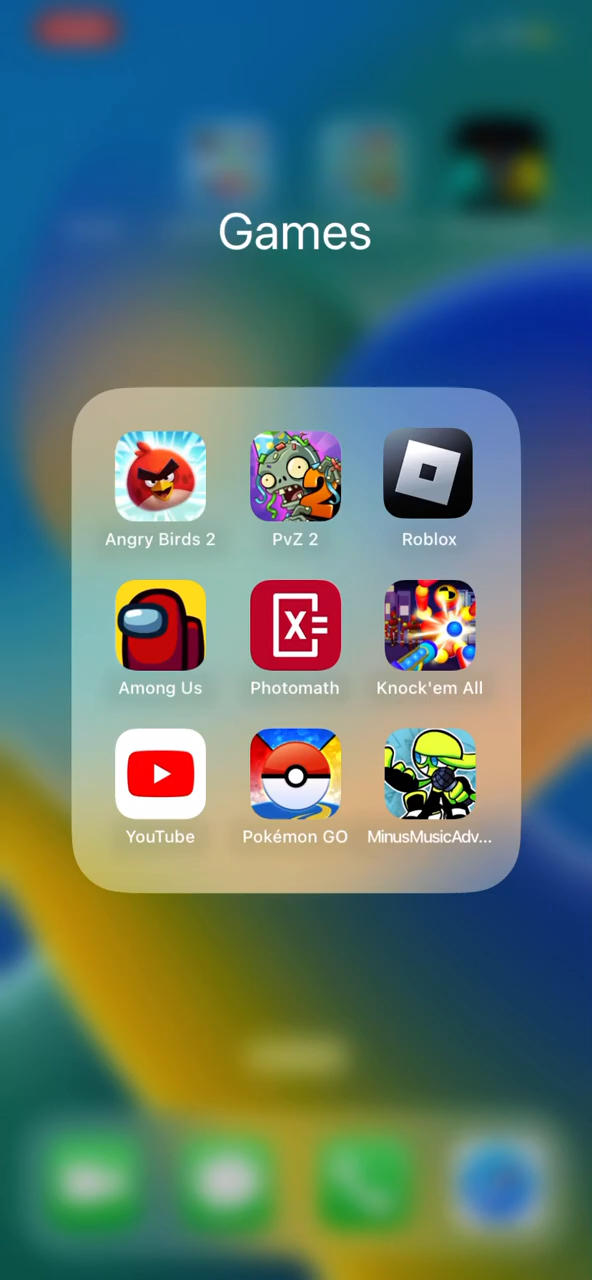 Games
Angry Birds 2
PvZ 2
Roblox
Among Us
Photomath
Knock'em All
YouTube
Pokémon GO
MinusMusicAdv...